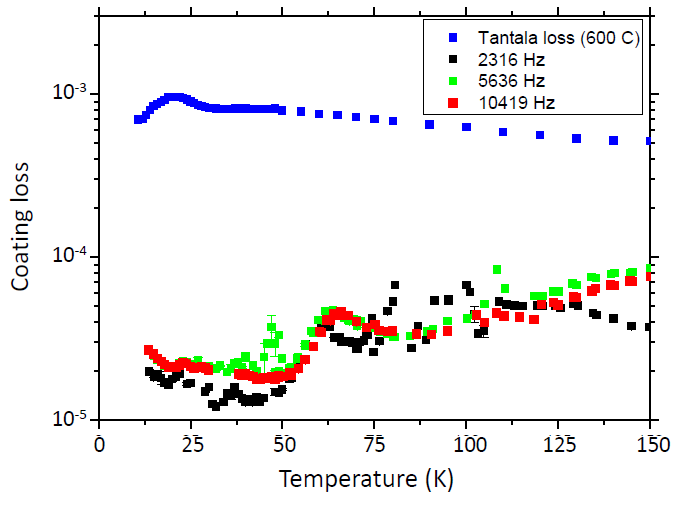 Tantala loss (600 C)
2316 Hz
5636 Hz
10419 Hz
10⁻³
10⁻⁴
10⁻⁵
Coating loss
0 25 50 75 100 125 150
Temperature (K)